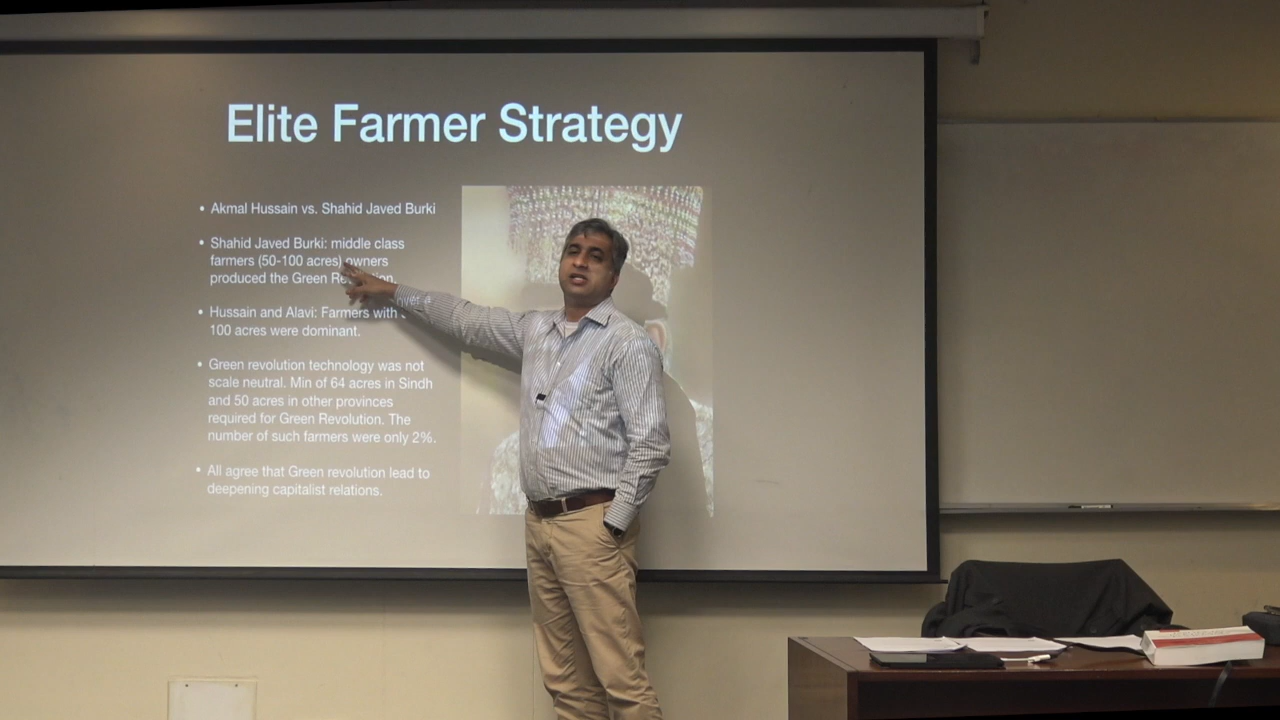 Elite Farmer Strategy
• Akmal Hussain vs. Shahid Javed Burki
• Shahid Javed Burki: middle class
farmers (50-100 acres) owners
produced the Green
• Hussain and Alavi: Farmers with
100 acres were dominant.
• Green revolution technology was not
scale neutral. Min of 64 acres in Sindh
and 50 acres in other provinces
required for Green Revolution. The
number of such farmers were only 2%.
• All agree that Green revolution lead to
deepening capitalist relations.